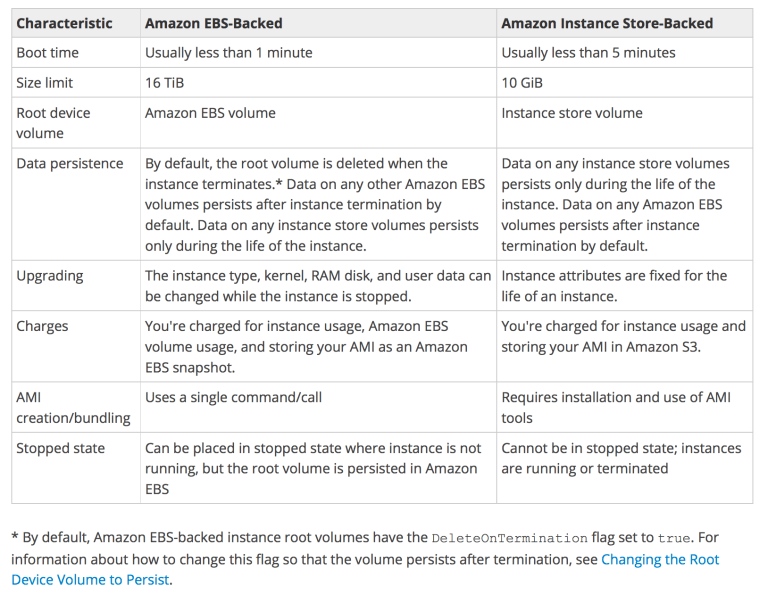 Characteristic Amazon EBS-Backed Amazon Instance Store-Backed
Boot time Usually less than 1 minute Usually less than 5 minutes
Size limit 16 TiB 10 GiB
Root device Amazon EBS volume Instance store volume
volume
Data persistence By default, the root volume is deleted when the Data on any instance store volumes
instance terminates.* Data on any other Amazon EBS persists only during the life of the
volumes persists after instance termination by instance. Data on any Amazon EBS
default. Data on any instance store volumes persists volumes persists after instance
only during the life of the instance. termination by default.
Upgrading The instance type, kernel, RAM disk, and user data can Instance attributes are fixed for the
be changed while the instance is stopped. life of an instance.
Charges You're charged for instance usage, Amazon EBS You're charged for instance usage and
volume usage, and storing your AMI as an Amazon storing your AMI in Amazon S3.
EBS snapshot.
AMI Uses a single command/call Requires installation and use of AMI
creation/bundling tools
Stopped state Can be placed in stopped state where instance is not Cannot be in stopped state; instances
running, but the root volume is persisted in Amazon are running or terminated
EBS
* By default, Amazon EBS-backed instance root volumes have the DeleteOnTermination flag set to true. For
information about how to change this flag so that the volume persists after termination, see Changing the Root
Device Volume to Persist.